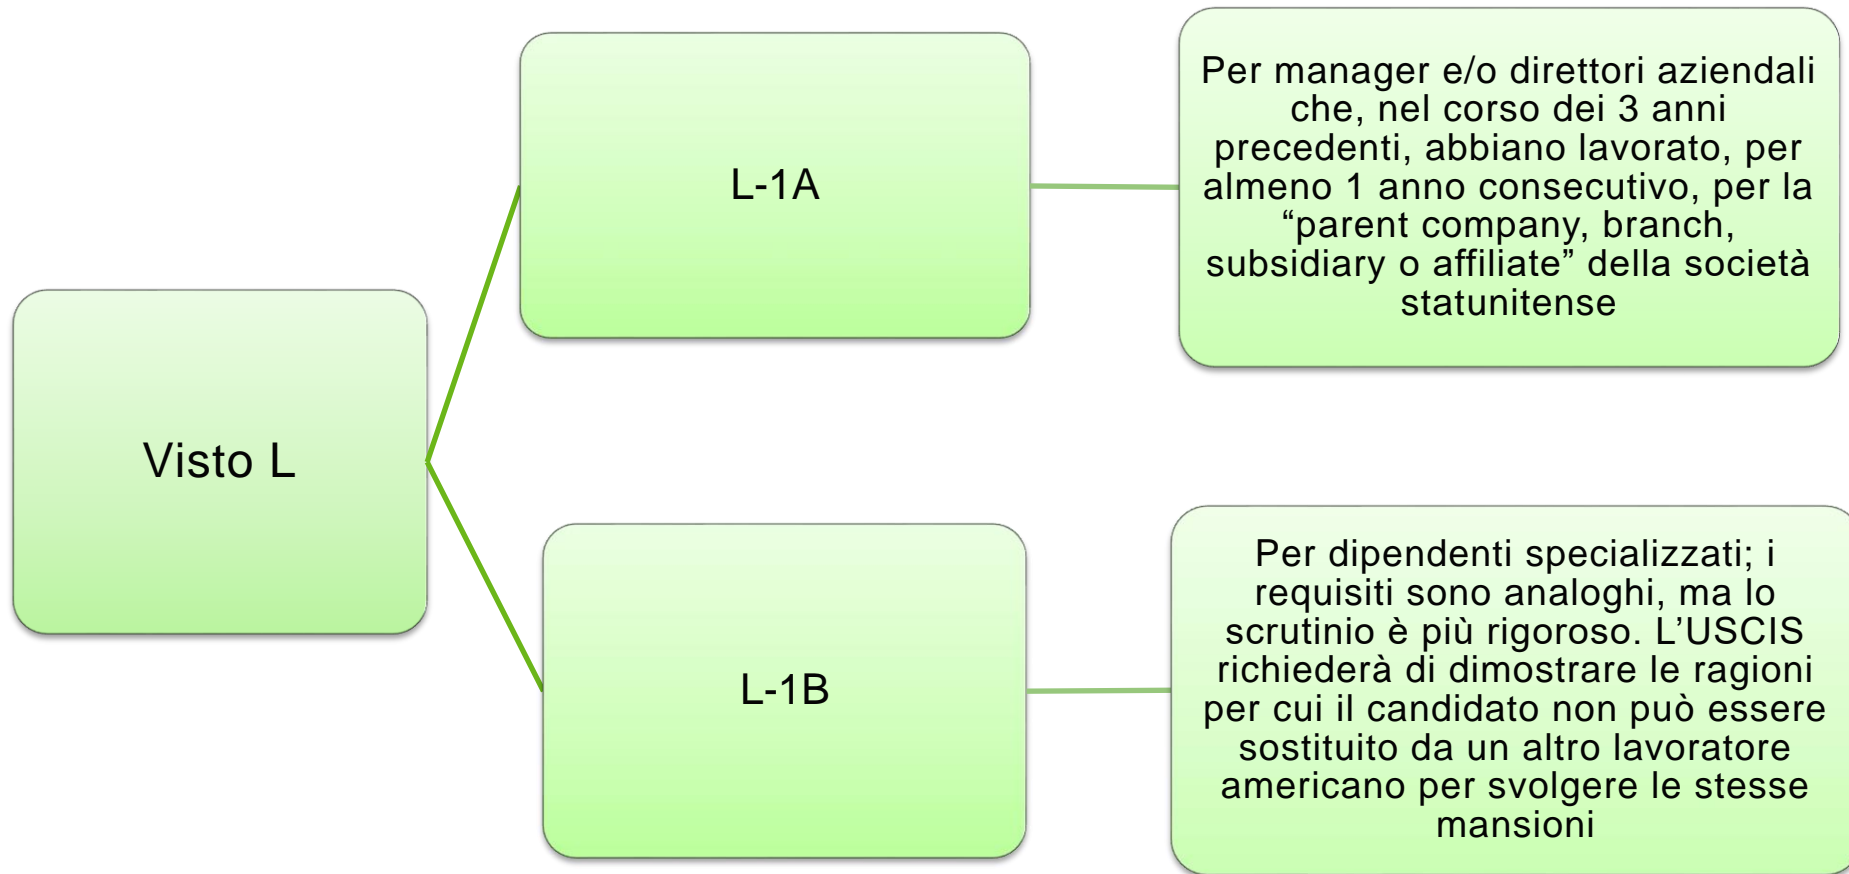 Visto L
L-1A
Per manager e/o direttori aziendali
che, nel corso dei 3 anni
precedenti, abbiano lavorato, per
almeno 1 anno consecutivo, per la
“parent company, branch,
subsidiary o affiliate” della società
statunitense
L-1B
Per dipendenti specializzati; i
requisiti sono analoghi, ma lo
scrutinio è più rigoroso. L’USCIS
richiederà di dimostrare le ragioni
per cui il candidato non può essere
sostituito da un altro lavoratore
americano per svolgere le stesse
mansioni